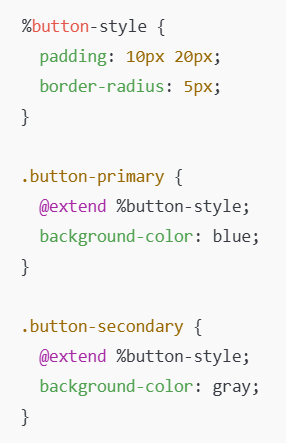 %button-style {
  padding: 10px 20px;
  border-radius: 5px;
}

.button-primary {
  @extend %button-style;
  background-color: blue;
}

.button-secondary {
  @extend %button-style;
  background-color: gray;
}